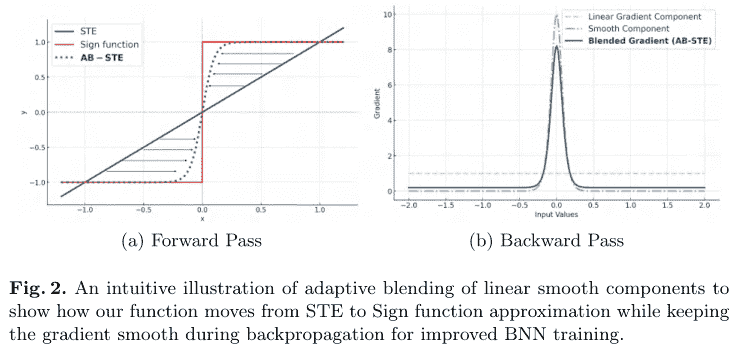 STE
Sign function
AB – STE
1.0
0.5
0.0
−0.5
−1.0
y
−1.0 −0.5 0.0 0.5 1.0
x
(a) Forward Pass
Linear Gradient Component
Smooth Component
Blended Gradient (AB-STE)
10
8
6
4
2
0
Gradient
−2.0 −1.5 −1.0 −0.5 0.0 0.5 1.0 1.5 2.0
Input Values
(b) Backward Pass
Fig. 2. An intuitive illustration of adaptive blending of linear smooth components to
show how our function moves from STE to Sign function approximation while keeping
the gradient smooth during backpropagation for improved BNN training.